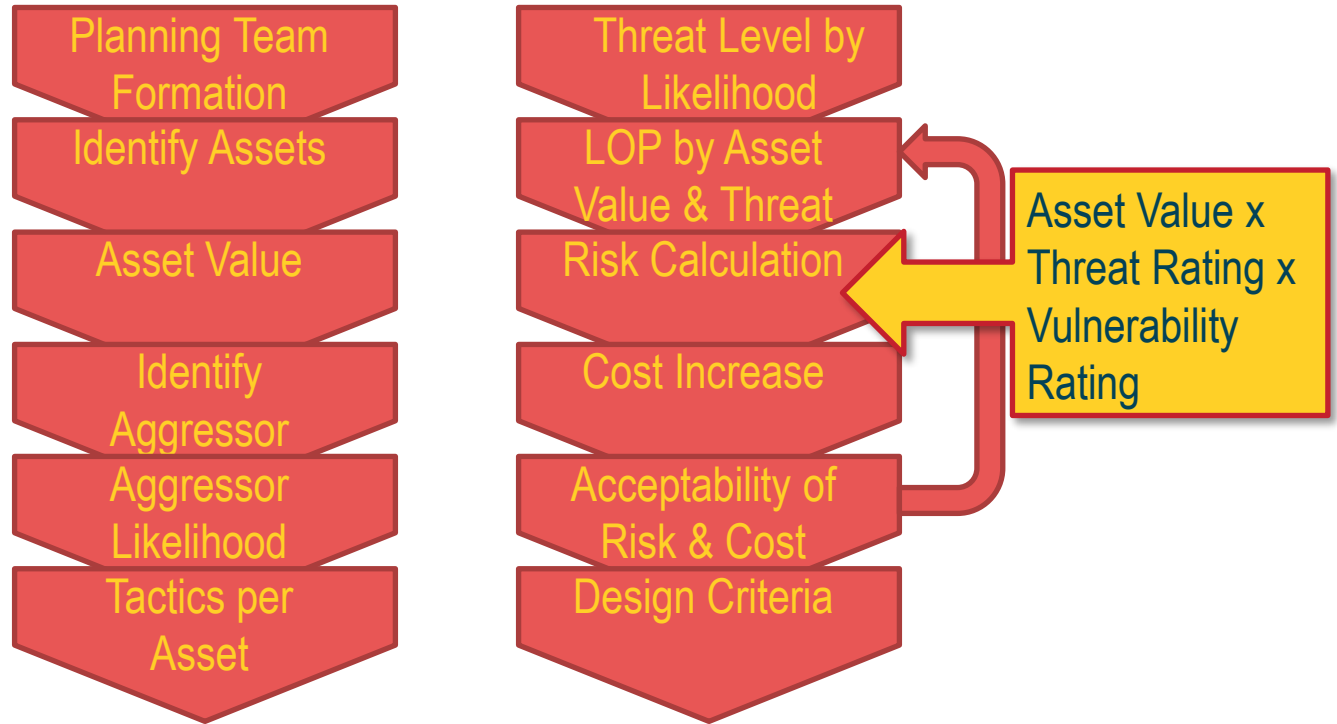 Planning Team
Formation
Identify Assets
Asset Value
Identify
Aggressor
Aggressor
Likelihood
Tactics per
Asset
Threat Level by
Likelihood
LOP by Asset
Value & Threat
Risk Calculation
Cost Increase
Acceptability of
Risk & Cost
Design Criteria
Asset Value x
Threat Rating x
Vulnerability
Rating